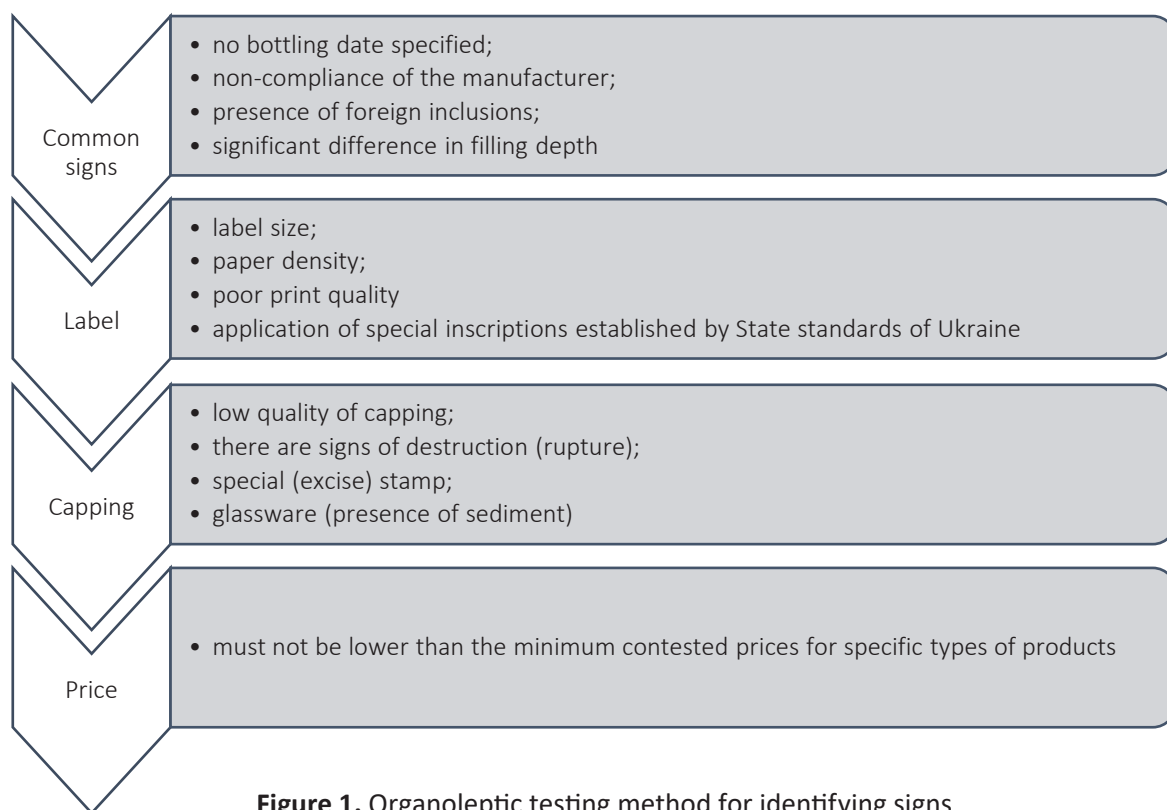 Common
signs
• no bottling date specified;
• non-compliance of the manufacturer;
• presence of foreign inclusions;
• significant difference in filling depth
Label
• label size;
• paper density;
• poor print quality
• application of special inscriptions established by State standards of Ukraine
Capping
• low quality of capping;
• there are signs of destruction (rupture);
• special (excise) stamp;
• glassware (presence of sediment)
Price
• must not be lower than the minimum contested prices for specific types of products
Figure 1. Organoleptic testing method for identifying signs